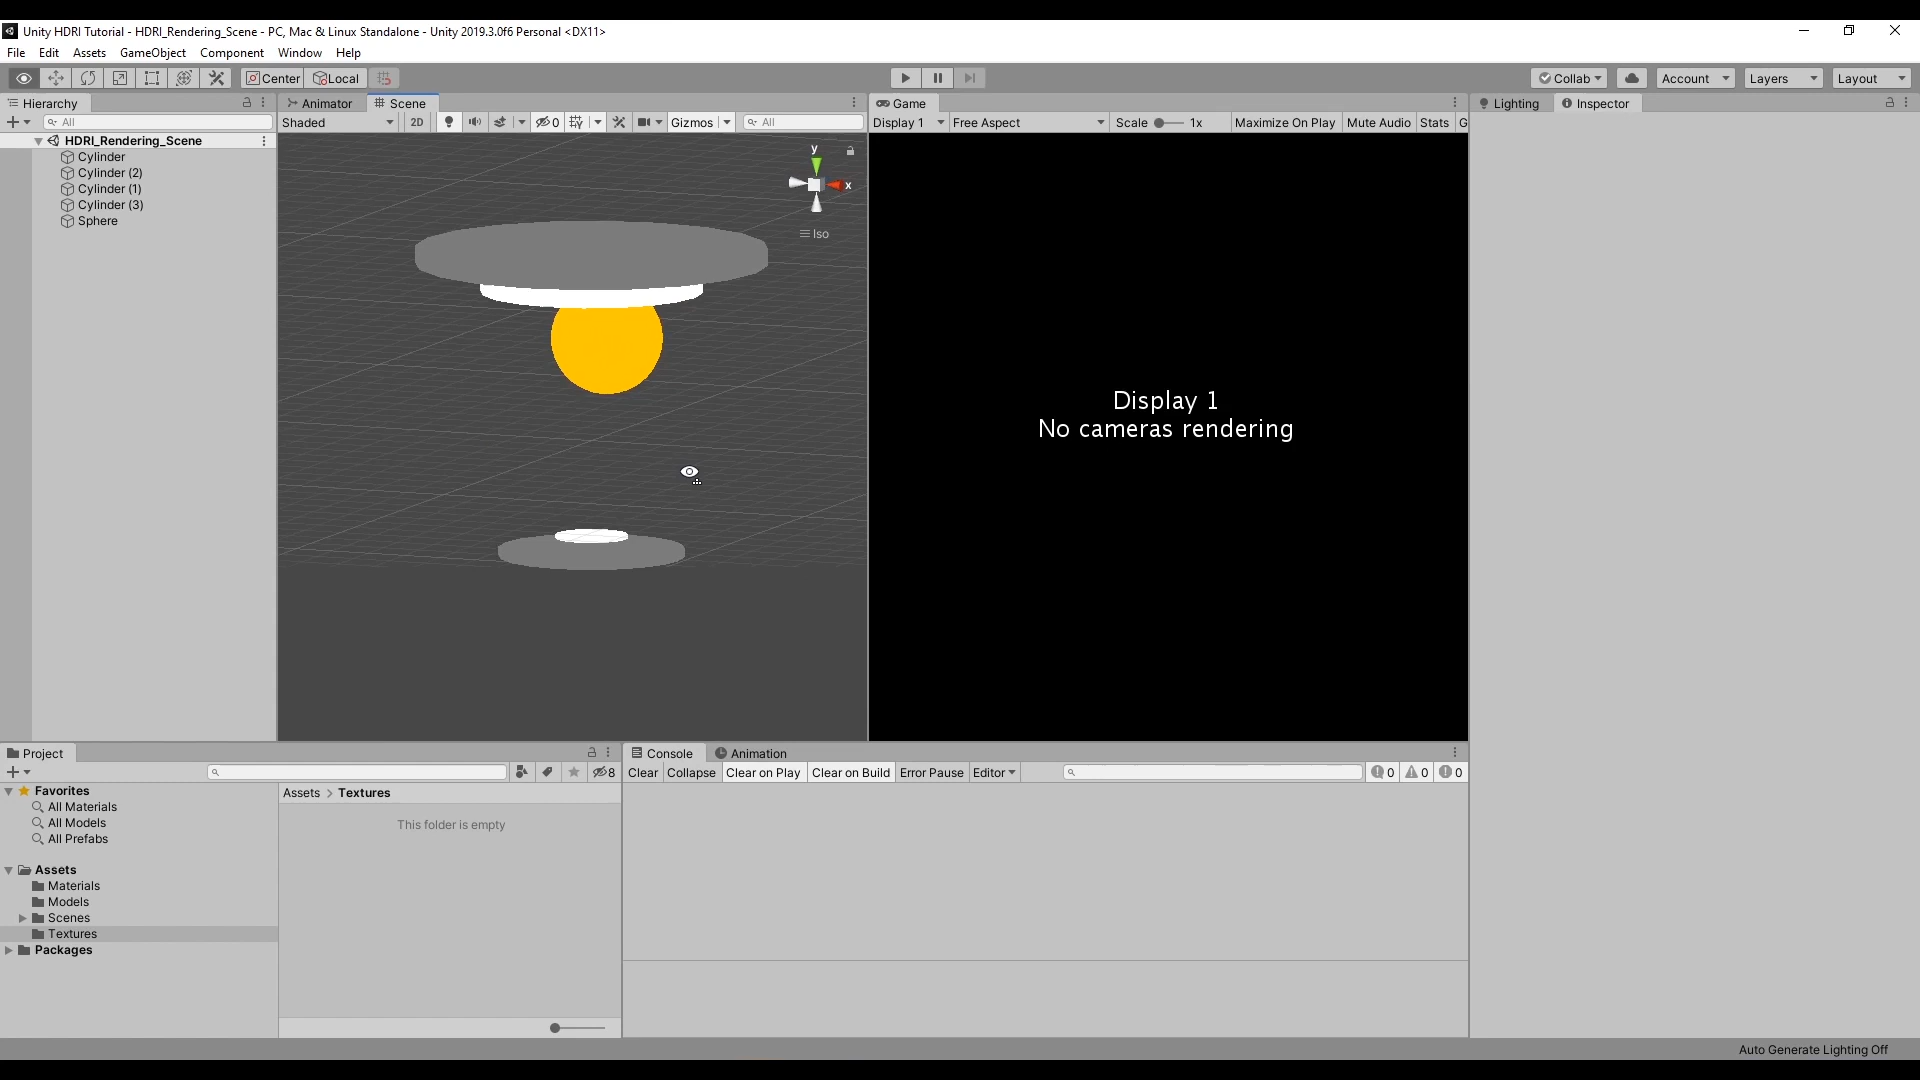 Unity HDRI Tutorial - HDRI_Rendering_Scene - PC, Mac & Linux Standalone - Unity 2019.3.0f6 Personal <DX11>
File Edit Assets GameObject Component Window Help
Center Local Collab Account Layers Layout
Hierarchy
All
HDRI_Rendering_Scene
Cylinder
Cylinder (2)
Cylinder (1)
Cylinder (3)
Sphere
Animator Scene
Shaded 2D 0 Gizmos All
y
x
Iso
Game
Display 1 Free Aspect Scale 1x Maximize On Play Mute Audio Stats G
Display 1
No cameras rendering
Lighting Inspector
Project
8
Favorites
All Materials
All Models
All Prefabs
Assets
Materials
Models
Scenes
Textures
Packages
Assets > Textures
This folder is empty
Console Animation
Clear Collapse Clear on Play Clear on Build Error Pause Editor 0 0 0
Auto Generate Lighting Off